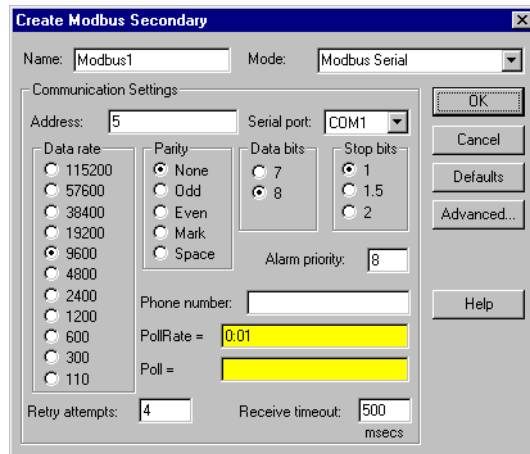 Create Modbus Secondary
Name: Modbus1 Mode: Modbus Serial
Communication Settings
OK
Address: 5 Serial port: COM1
Cancel
Data rate Parity Data bits Stop bits
115200 None 7 1
57600 Odd 8 1.5
Defaults
38400 Even 2
19200 Mark
Advanced...
9600 Space Alarm priority: 8
4800
2400
Phone number:
Help
1200
600 PollRate = 0:01
300 Poll =
110
Retry attempts: 4 Receive timeout: 500
msecs